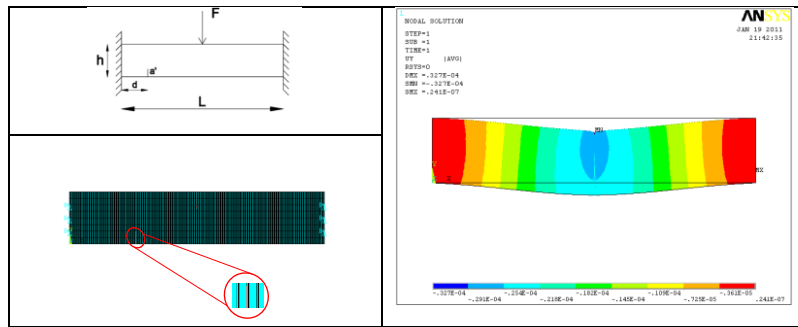 F
h
a'
d
L
1
NODAL SOLUTION
STEP=1
SUB =1
TIME=1
UY (AVG)
RSYS=0
DMX =.327E-04
SMN =-.327E-04
SMX =.241E-07
ANSYS
JAN 19 2011
21:42:35
MN
MX
Y
X
-.327E-04 -.254E-04 -.182E-04 -.109E-04 -.361E-05
-.291E-04 -.218E-04 -.145E-04 -.725E-05 .241E-07